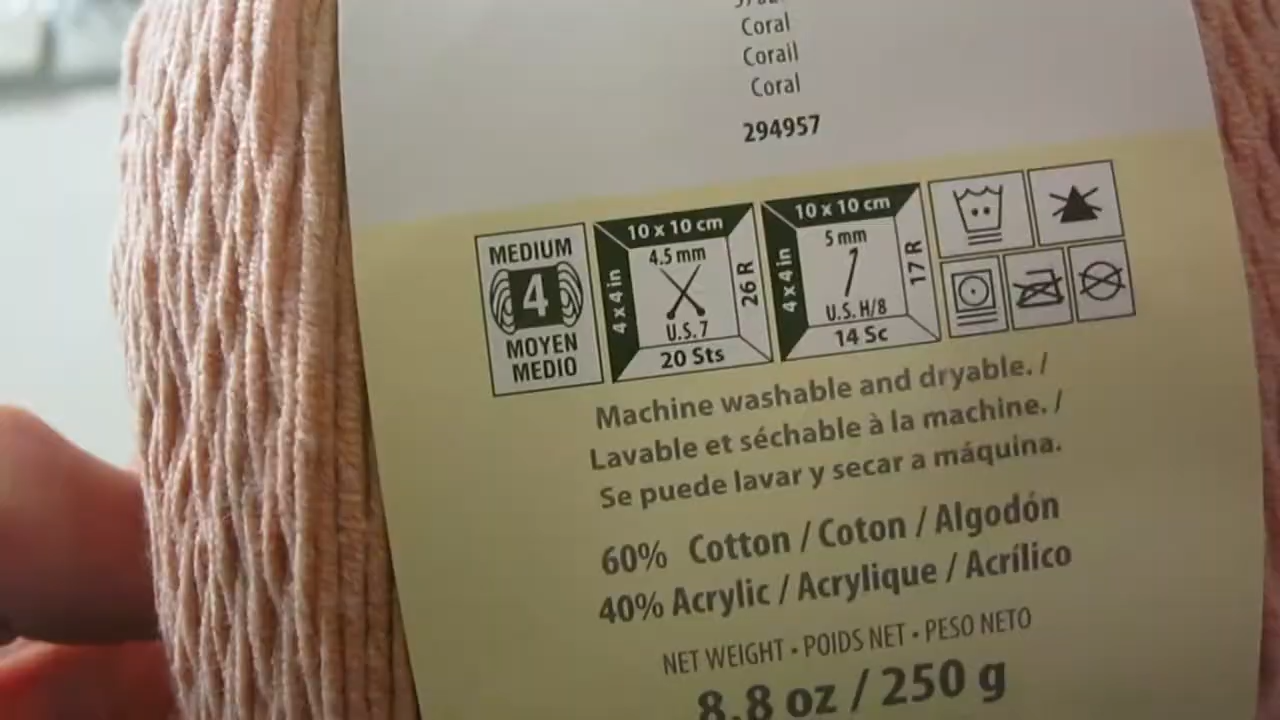 Coral
Corail
Coral
294957
MEDIUM
4
MOYEN
MEDIO
10 x 10 cm
4 x 4 in
4.5 mm
26 R
U.S. 7
20 Sts
10 x 10 cm
4 x 4 in
5 mm
17 R
U.S. H/8
14 Sc
Machine washable and dryable. /
Lavable et séchable à la machine. /
Se puede lavar y secar a máquina.
60% Cotton / Coton / Algodón
40% Acrylic / Acrylique / Acrílico
NET WEIGHT • POIDS NET • PESO NETO
8.8 oz / 250 g